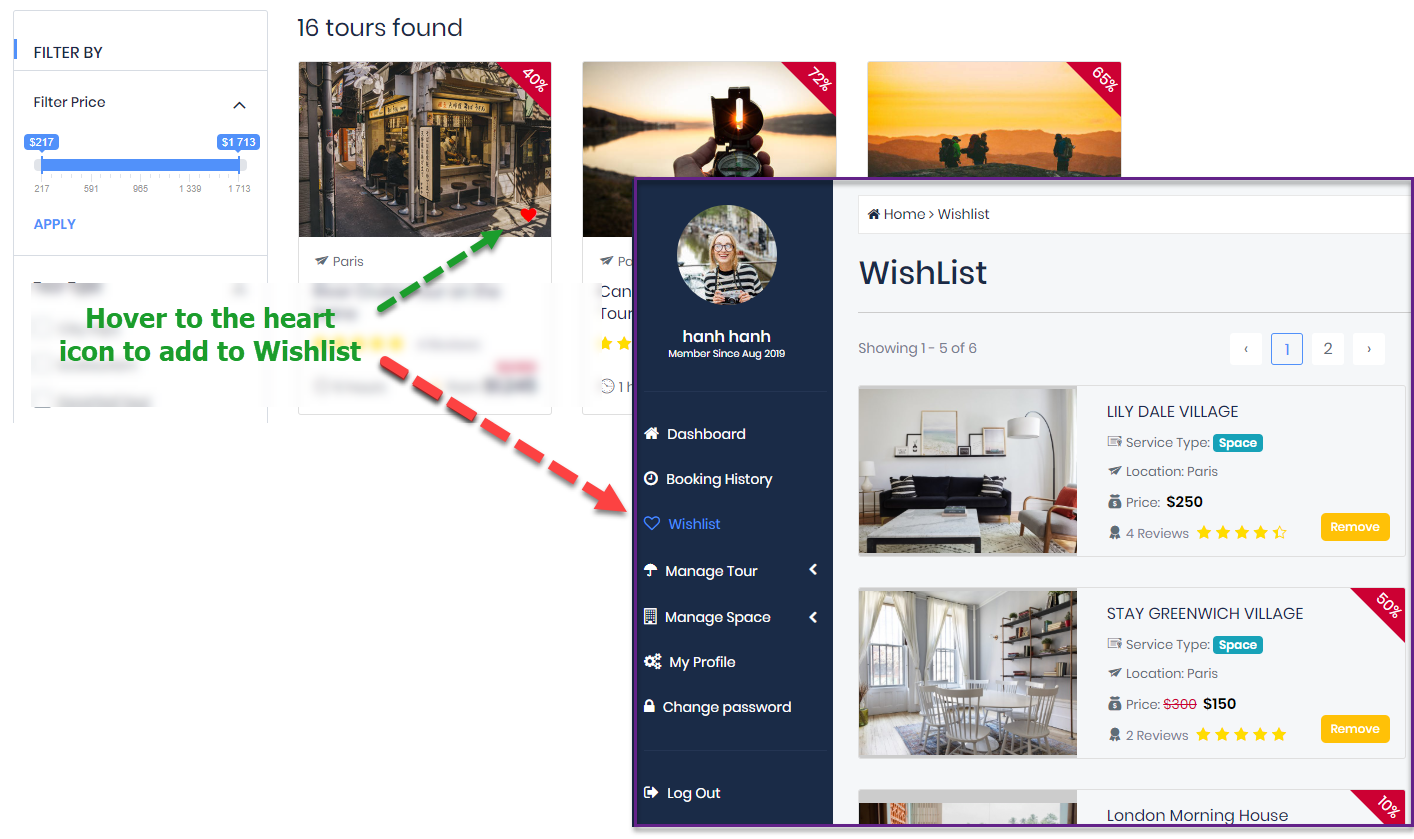 FILTER BY
Filter Price
$217
$1 713
217
591
965
1 339
1 713
APPLY
16 tours found
40%
72%
65%
Paris
Can
Tour
Hover to the heart
icon to add to Wishlist
hanh hanh
Member Since Aug 2019
Dashboard
Booking History
Wishlist
Manage Tour
Manage Space
My Profile
Change password
Log Out
Home › Wishlist
WishList
Showing 1 - 5 of 6
‹ 1 2 ›
LILY DALE VILLAGE
Service Type: Space
Location: Paris
Price: $250
4 Reviews
Remove
50%
STAY GREENWICH VILLAGE
Service Type: Space
Location: Paris
Price: $300 $150
2 Reviews
Remove
10%
London Morning House